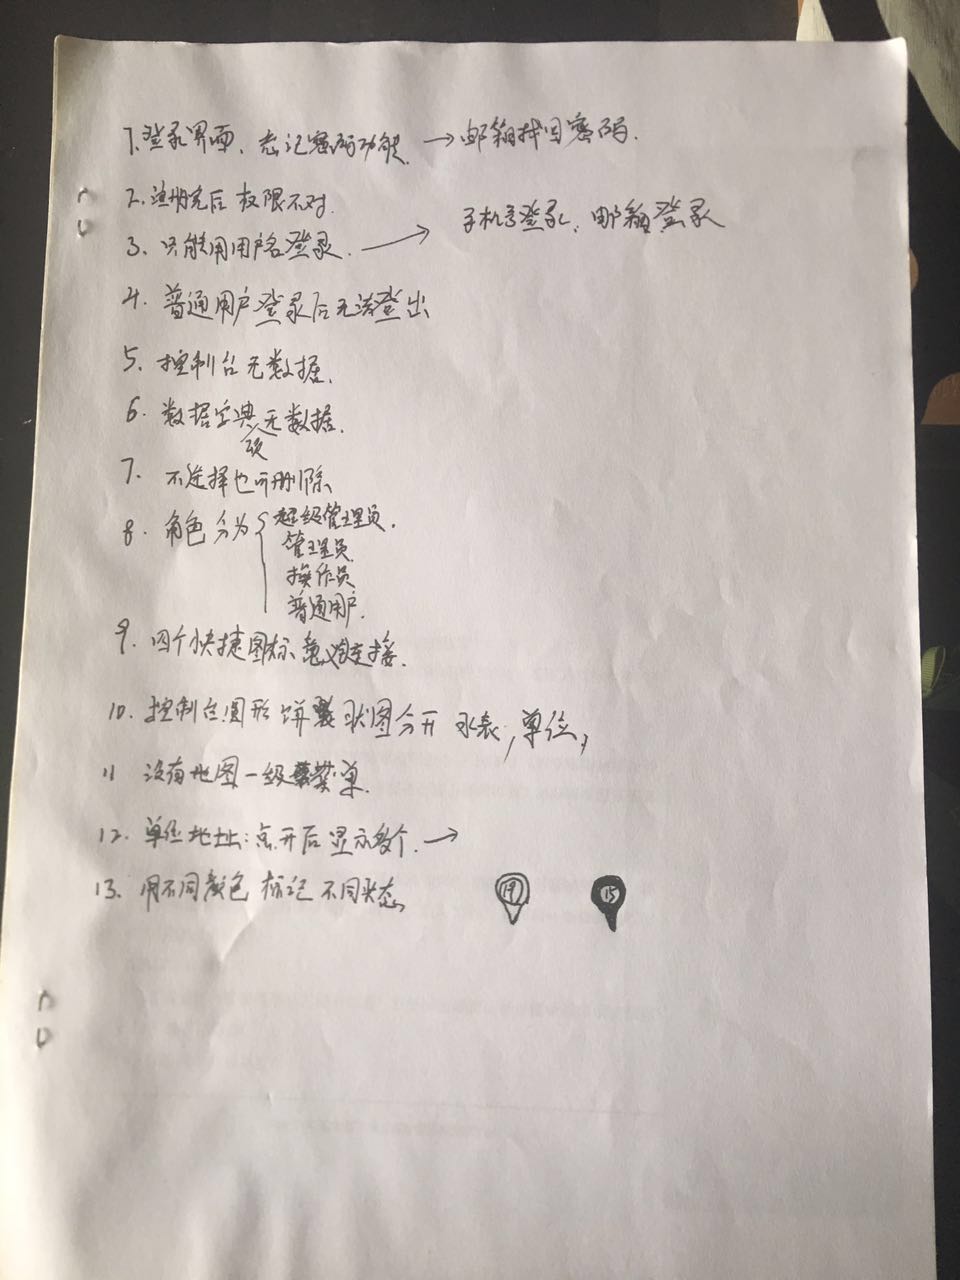 1.登录界面、忘记密码功能 → 邮箱找回密码.
2.注册完后 权限不对.
3.只能用用户名登录. → 手机号登录、邮箱登录
4.普通用户登录后无法登出
5.控制台无数据.
6.数据字典无数据.
项
7.不选择也可删除
8.角色分为{超级管理员.
管理员
操作员
普通用户.
9.四个快捷图标 连接.
10.控制台圆形饼状图分开 水表,单位,
11 没有地图一级菜单.
12.单位地址:点开后显示多个. →
13.用不同颜色标记不同状态
19 15